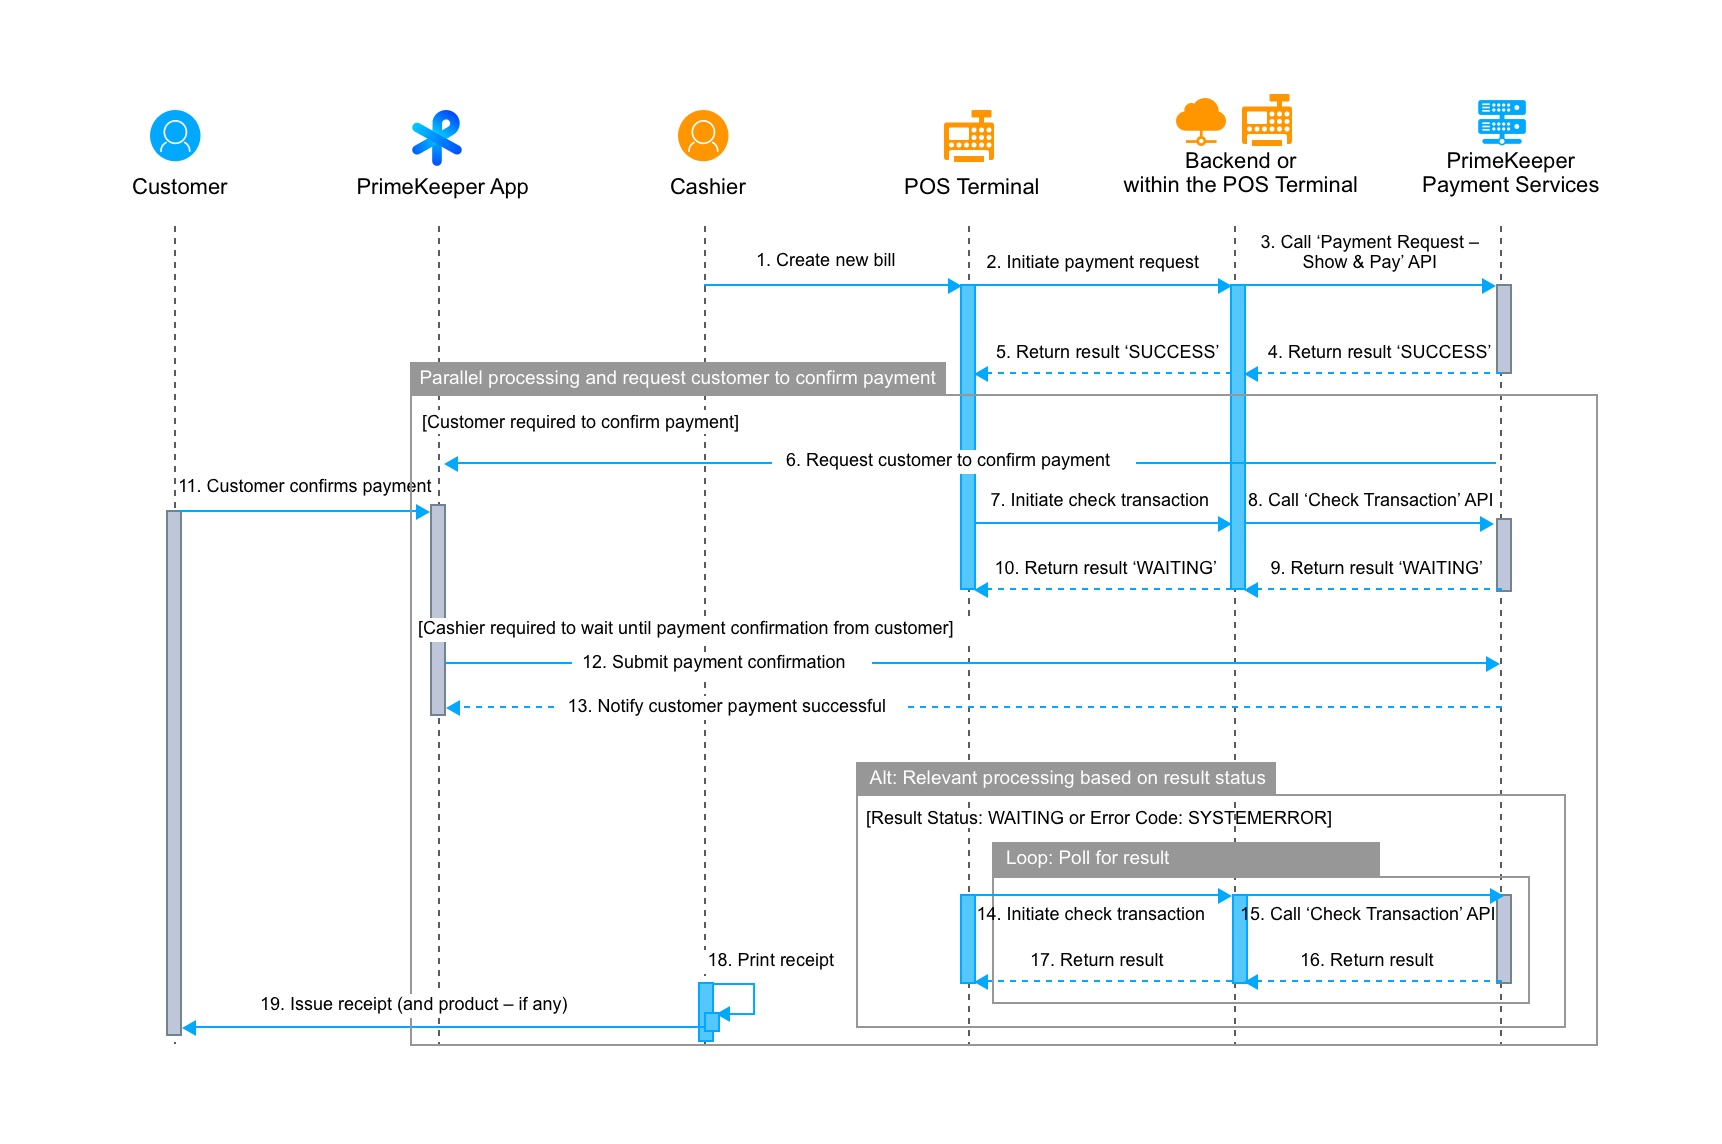 Customer
PrimeKeeper App
Cashier
POS Terminal
Backend or
within the POS Terminal
PrimeKeeper
Payment Services
1. Create new bill
2. Initiate payment request
3. Call ‘Payment Request –
Show & Pay’ API
5. Return result ‘SUCCESS’
4. Return result ‘SUCCESS’
Parallel processing and request customer to confirm payment
[Customer required to confirm payment]
6. Request customer to confirm payment
11. Customer confirms payment
7. Initiate check transaction
8. Call ‘Check Transaction’ API
10. Return result ‘WAITING’
9. Return result ‘WAITING’
[Cashier required to wait until payment confirmation from customer]
12. Submit payment confirmation
13. Notify customer payment successful
Alt: Relevant processing based on result status
[Result Status: WAITING or Error Code: SYSTEMERROR]
Loop: Poll for result
14. Initiate check transaction
15. Call ‘Check Transaction’ API
18. Print receipt
17. Return result
16. Return result
19. Issue receipt (and product – if any)